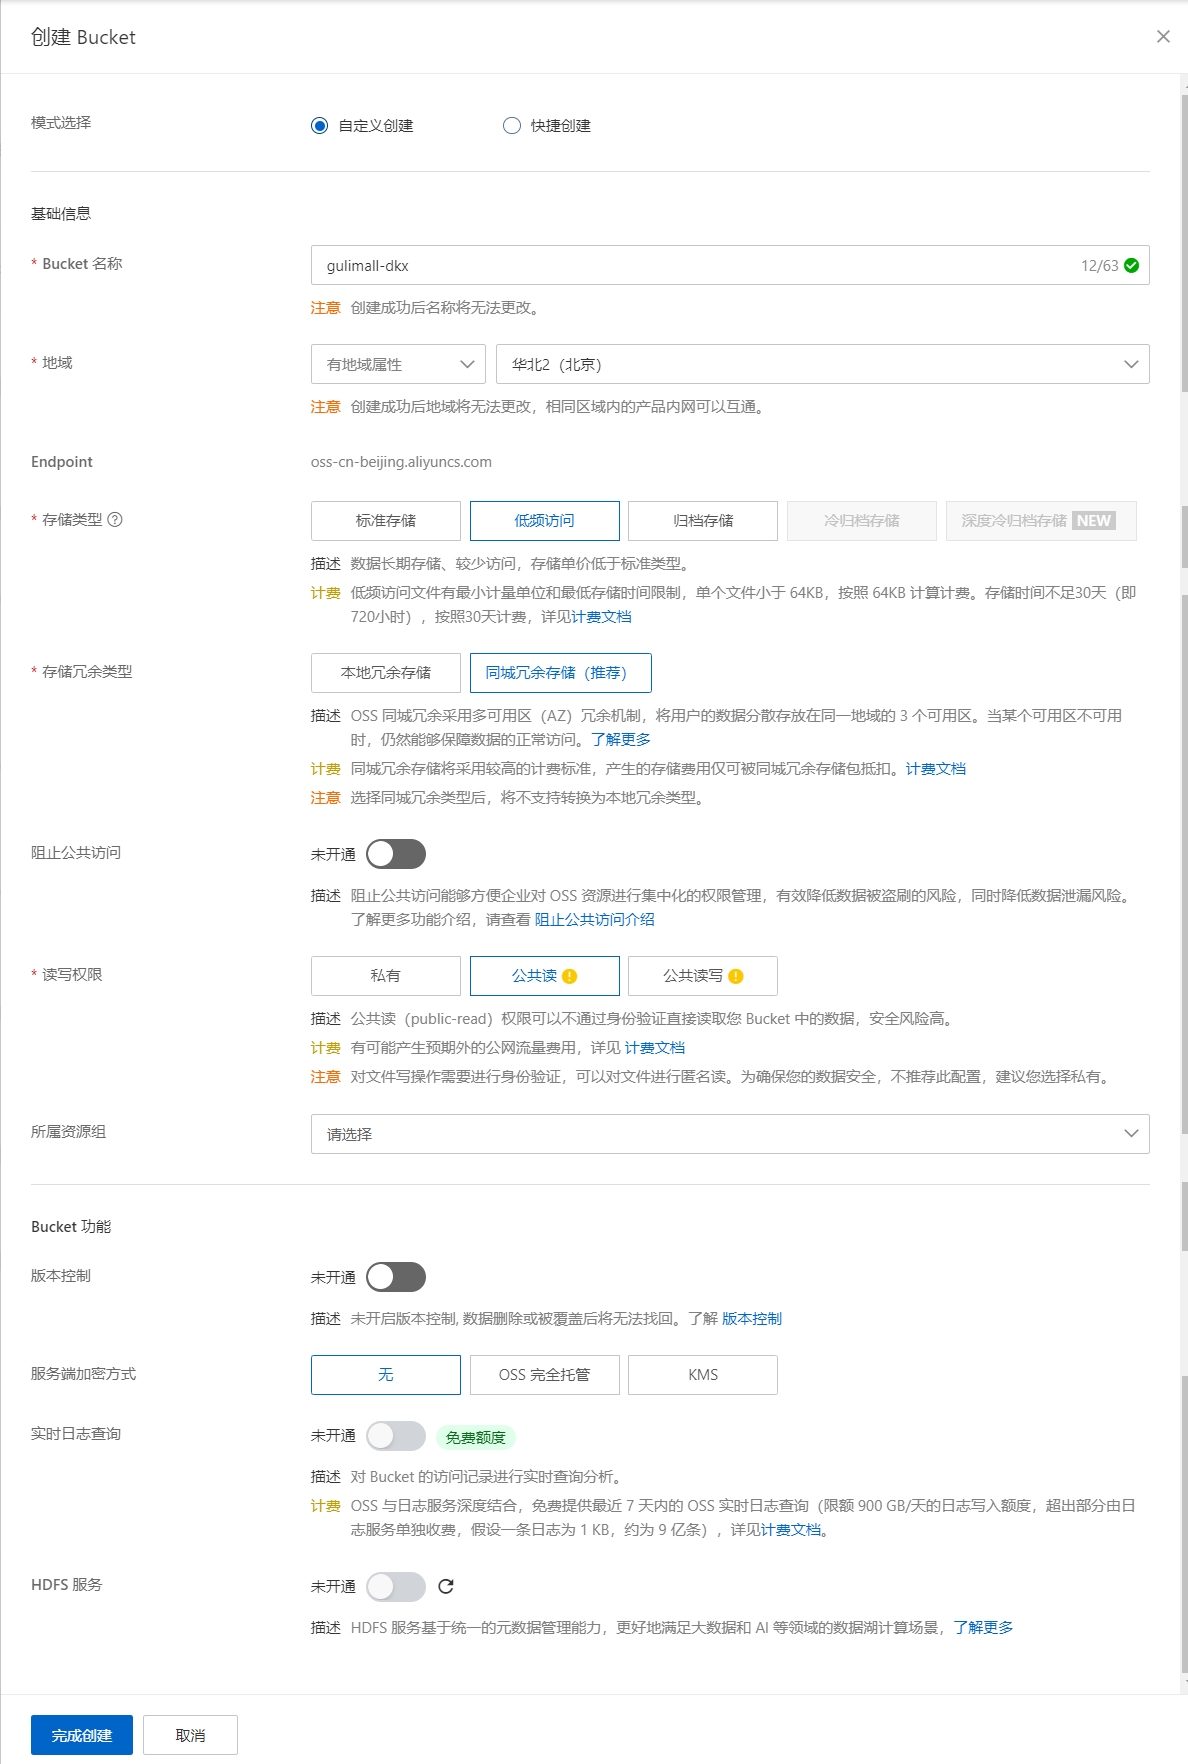 创建 Bucket
模式选择
自定义创建
快捷创建
基础信息
* Bucket 名称
gulimall-dkx
12/63
注意 创建成功后名称将无法更改。
* 地域
有地域属性
华北2（北京）
注意 创建成功后地域将无法更改，相同区域内的产品内网可以互通。
Endpoint
oss-cn-beijing.aliyuncs.com
* 存储类型
标准存储
低频访问
归档存储
冷归档存储
深度冷归档存储 NEW
描述 数据长期存储、较少访问，存储单价低于标准类型。
计费 低频访问文件有最小计量单位和最低存储时间限制，单个文件小于 64KB，按照 64KB 计算计费。存储时间不足30天（即
720小时），按照30天计费，详见计费文档
* 存储冗余类型
本地冗余存储
同城冗余存储（推荐）
描述 OSS 同城冗余采用多可用区（AZ）冗余机制，将用户的数据分散存放在同一地域的 3 个可用区。当某个可用区不可用
时，仍然能够保障数据的正常访问。了解更多
计费 同城冗余存储将采用较高的计费标准，产生的存储费用仅可被同城冗余存储包抵扣。计费文档
注意 选择同城冗余类型后，将不支持转换为本地冗余类型。
阻止公共访问
未开通
描述 阻止公共访问能够方便企业对 OSS 资源进行集中化的权限管理，有效降低数据被盗刷的风险，同时降低数据泄漏风险。
了解更多功能介绍，请查看 阻止公共访问介绍
* 读写权限
私有
公共读
公共读写
描述 公共读（public-read）权限可以不通过身份验证直接读取您 Bucket 中的数据，安全风险高。
计费 有可能产生预期外的公网流量费用，详见 计费文档
注意 对文件写操作需要进行身份验证，可以对文件进行匿名读。为确保您的数据安全，不推荐此配置，建议您选择私有。
所属资源组
请选择
Bucket 功能
版本控制
未开通
描述 未开启版本控制, 数据删除或被覆盖后将无法找回。了解 版本控制
服务端加密方式
无
OSS 完全托管
KMS
实时日志查询
未开通
免费额度
描述 对 Bucket 的访问记录进行实时查询分析。
计费 OSS 与日志服务深度结合，免费提供最近 7 天内的 OSS 实时日志查询（限额 900 GB/天的日志写入额度，超出部分由日
志服务单独收费，假设一条日志为 1 KB，约为 9 亿条），详见计费文档。
HDFS 服务
未开通
描述 HDFS 服务基于统一的元数据管理能力，更好地满足大数据和 AI 等领域的数据湖计算场景，了解更多
完成创建
取消